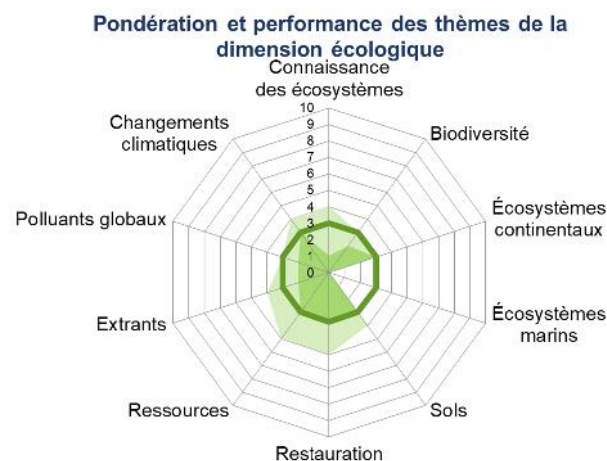 Pondération et performance des thèmes de la
dimension écologique
Connaissance
des écosystèmes
10
9
8
7
6
5
4
3
2
1
0
Changements
climatiques
Biodiversité
Polluants globaux
Écosystèmes
continentaux
Extrants
Écosystèmes
marins
Ressources
Sols
Restauration